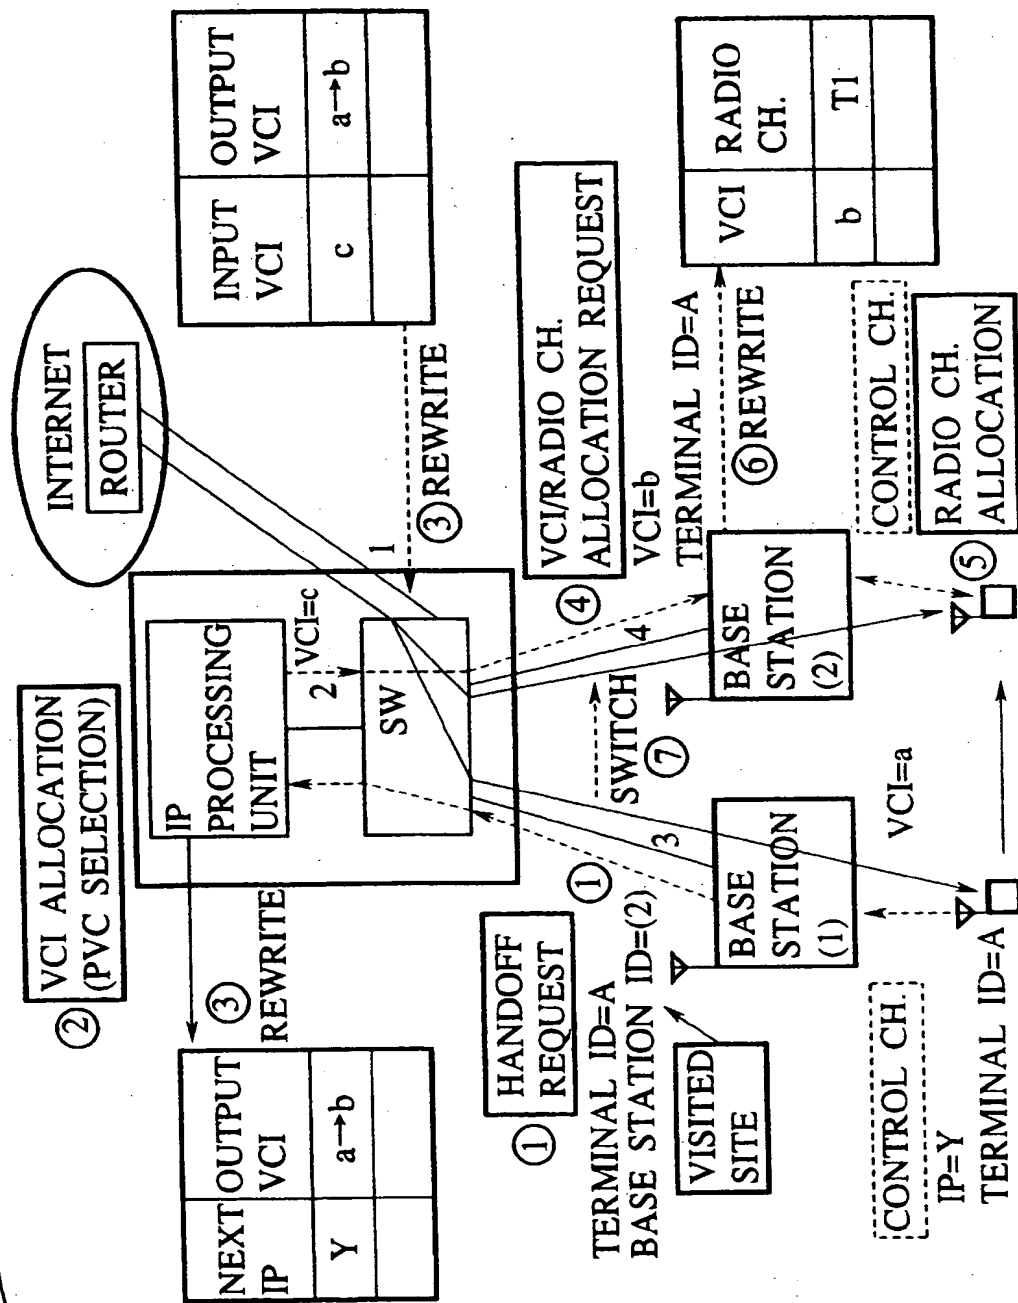 INTERNET
ROUTER
② VCI ALLOCATION
(PVC SELECTION)
IP
PROCESSING
UNIT
VCI=c
2
SW
1
③ REWRITE
NEXT IP
OUTPUT VCI
Y
a→b
③ REWRITE
INPUT VCI
OUTPUT VCI
c
a→b
① HANDOFF
REQUEST
TERMINAL ID=A
BASE STATION ID=(2)
VISITED
SITE
①
3
SWITCH
⑦
4
④ VCI/RADIO CH.
ALLOCATION REQUEST
VCI=b
TERMINAL ID=A
⑥ REWRITE
VCI
RADIO CH.
b
T1
BASE
STATION
(1)
BASE
STATION
(2)
CONTROL CH.
IP=Y
TERMINAL ID=A
VCI=a
CONTROL CH.
⑤ RADIO CH.
ALLOCATION